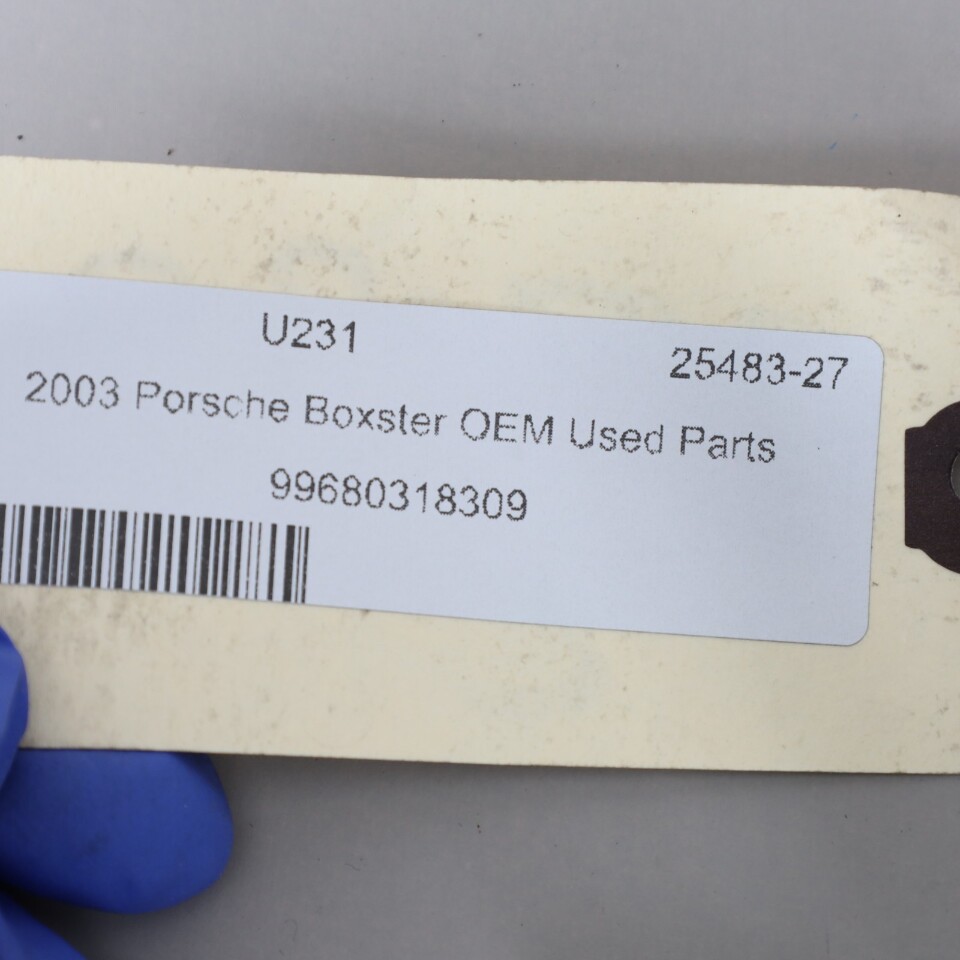 U231
25483-27
2003 Porsche Boxster OEM Used Parts
99680318309